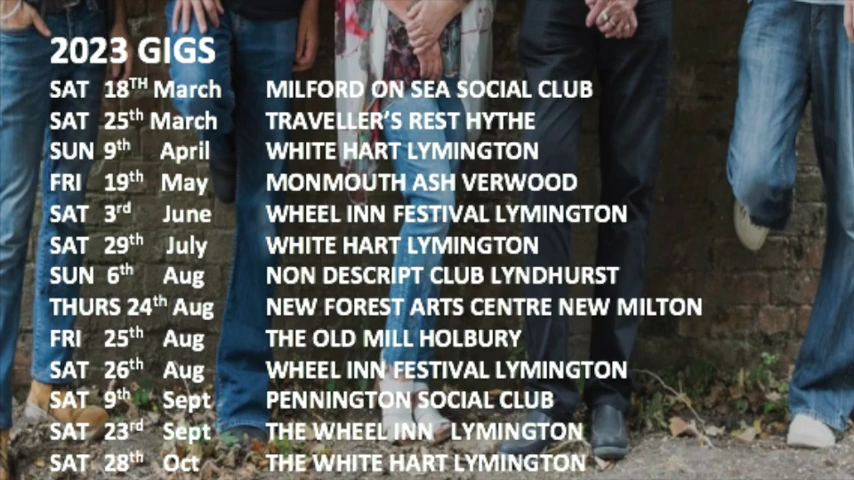 2023 GIGS
SAT 18TH March MILFORD ON SEA SOCIAL CLUB
SAT 25th March TRAVELLER'S REST HYTHE
SUN 9th April WHITE HART LYMINGTON
FRI 19th May MONMOUTH ASH VERWOOD
SAT 3rd June WHEEL INN FESTIVAL LYMINGTON
SAT 29th July WHITE HART LYMINGTON
SUN 6th Aug NON DESCRIPT CLUB LYNDHURST
THURS 24th Aug NEW FOREST ARTS CENTRE NEW MILTON
FRI 25th Aug THE OLD MILL HOLBURY
SAT 26th Aug WHEEL INN FESTIVAL LYMINGTON
SAT 9th Sept PENNINGTON SOCIAL CLUB
SAT 23rd Sept THE WHEEL INN LYMINGTON
SAT 28th Oct THE WHITE HART LYMINGTON